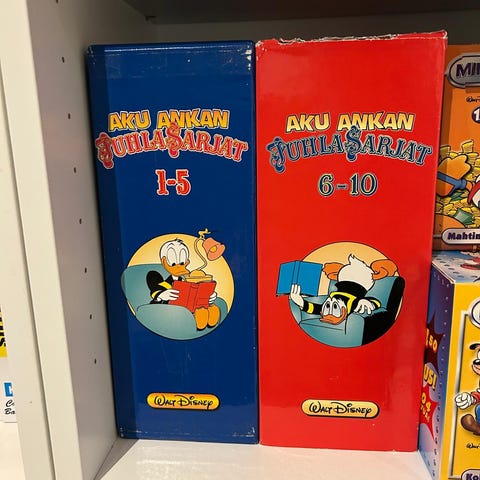 AKU ANKAN
JUHLASARJAT
1-5
WALT DISNEY
AKU ANKAN
JUHLASARJAT
6-10
WALT DISNEY